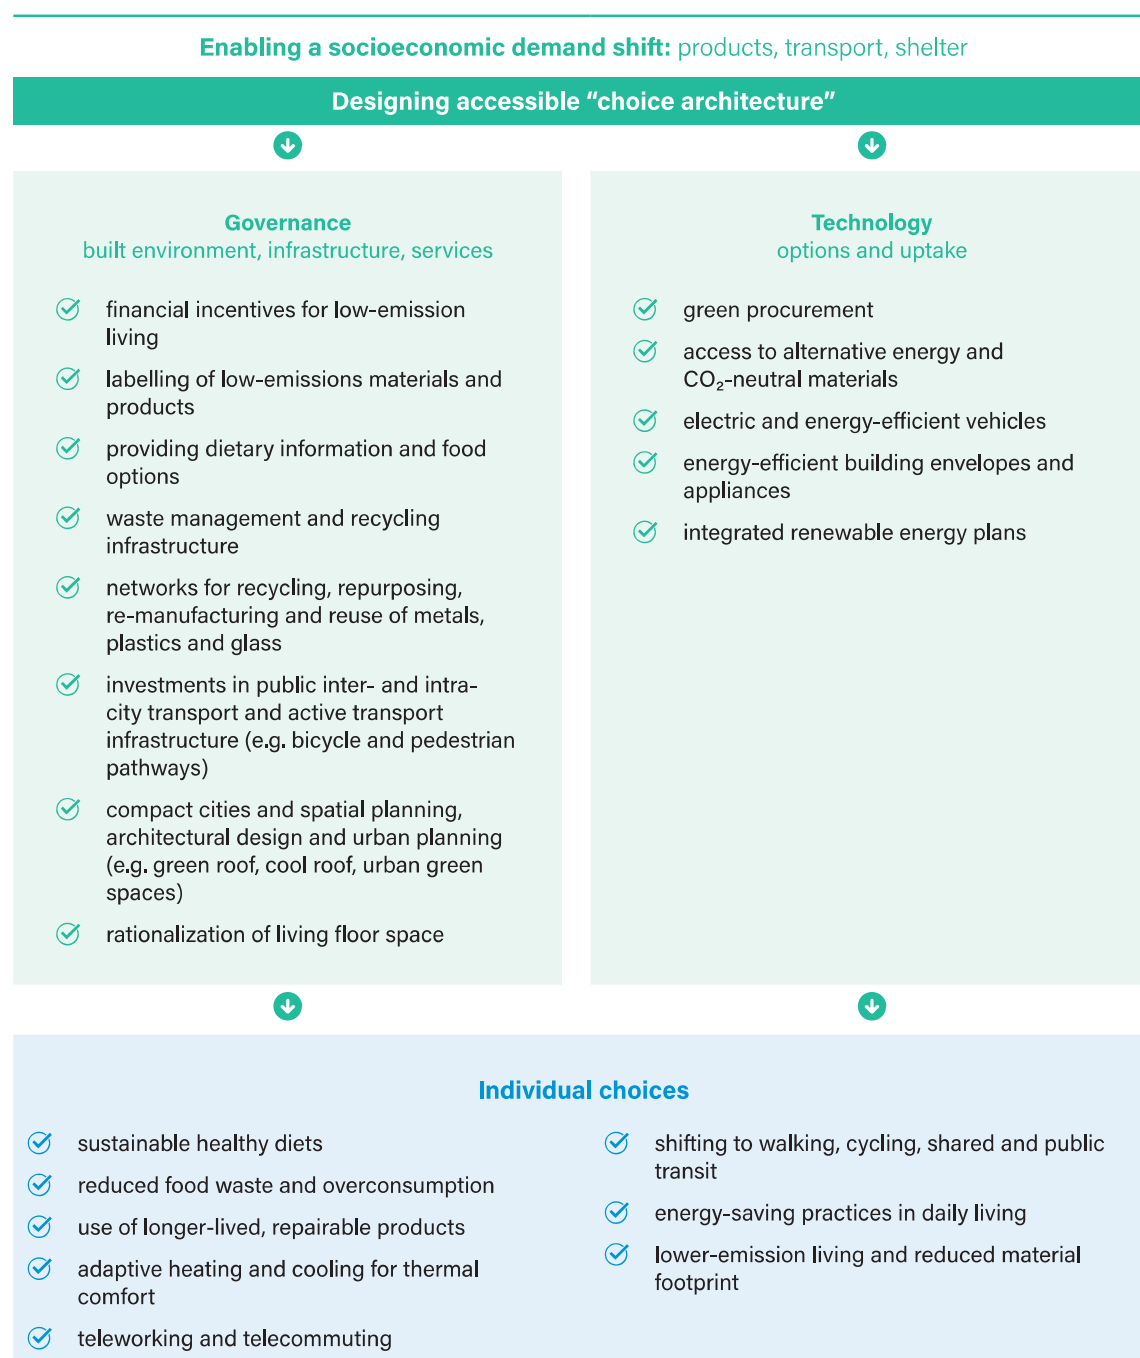 Enabling a socioeconomic demand shift: products, transport, shelter
Designing accessible “choice architecture”
Governance
built environment, infrastructure, services
financial incentives for low-emission
living
labelling of low-emissions materials and
products
providing dietary information and food
options
waste management and recycling
infrastructure
networks for recycling, repurposing,
re-manufacturing and reuse of metals,
plastics and glass
investments in public inter- and intra-
city transport and active transport
infrastructure (e.g. bicycle and pedestrian
pathways)
compact cities and spatial planning,
architectural design and urban planning
(e.g. green roof, cool roof, urban green
spaces)
rationalization of living floor space
Technology
options and uptake
green procurement
access to alternative energy and
CO₂-neutral materials
electric and energy-efficient vehicles
energy-efficient building envelopes and
appliances
integrated renewable energy plans
Individual choices
sustainable healthy diets
reduced food waste and overconsumption
use of longer-lived, repairable products
adaptive heating and cooling for thermal
comfort
teleworking and telecommuting
shifting to walking, cycling, shared and public
transit
energy-saving practices in daily living
lower-emission living and reduced material
footprint